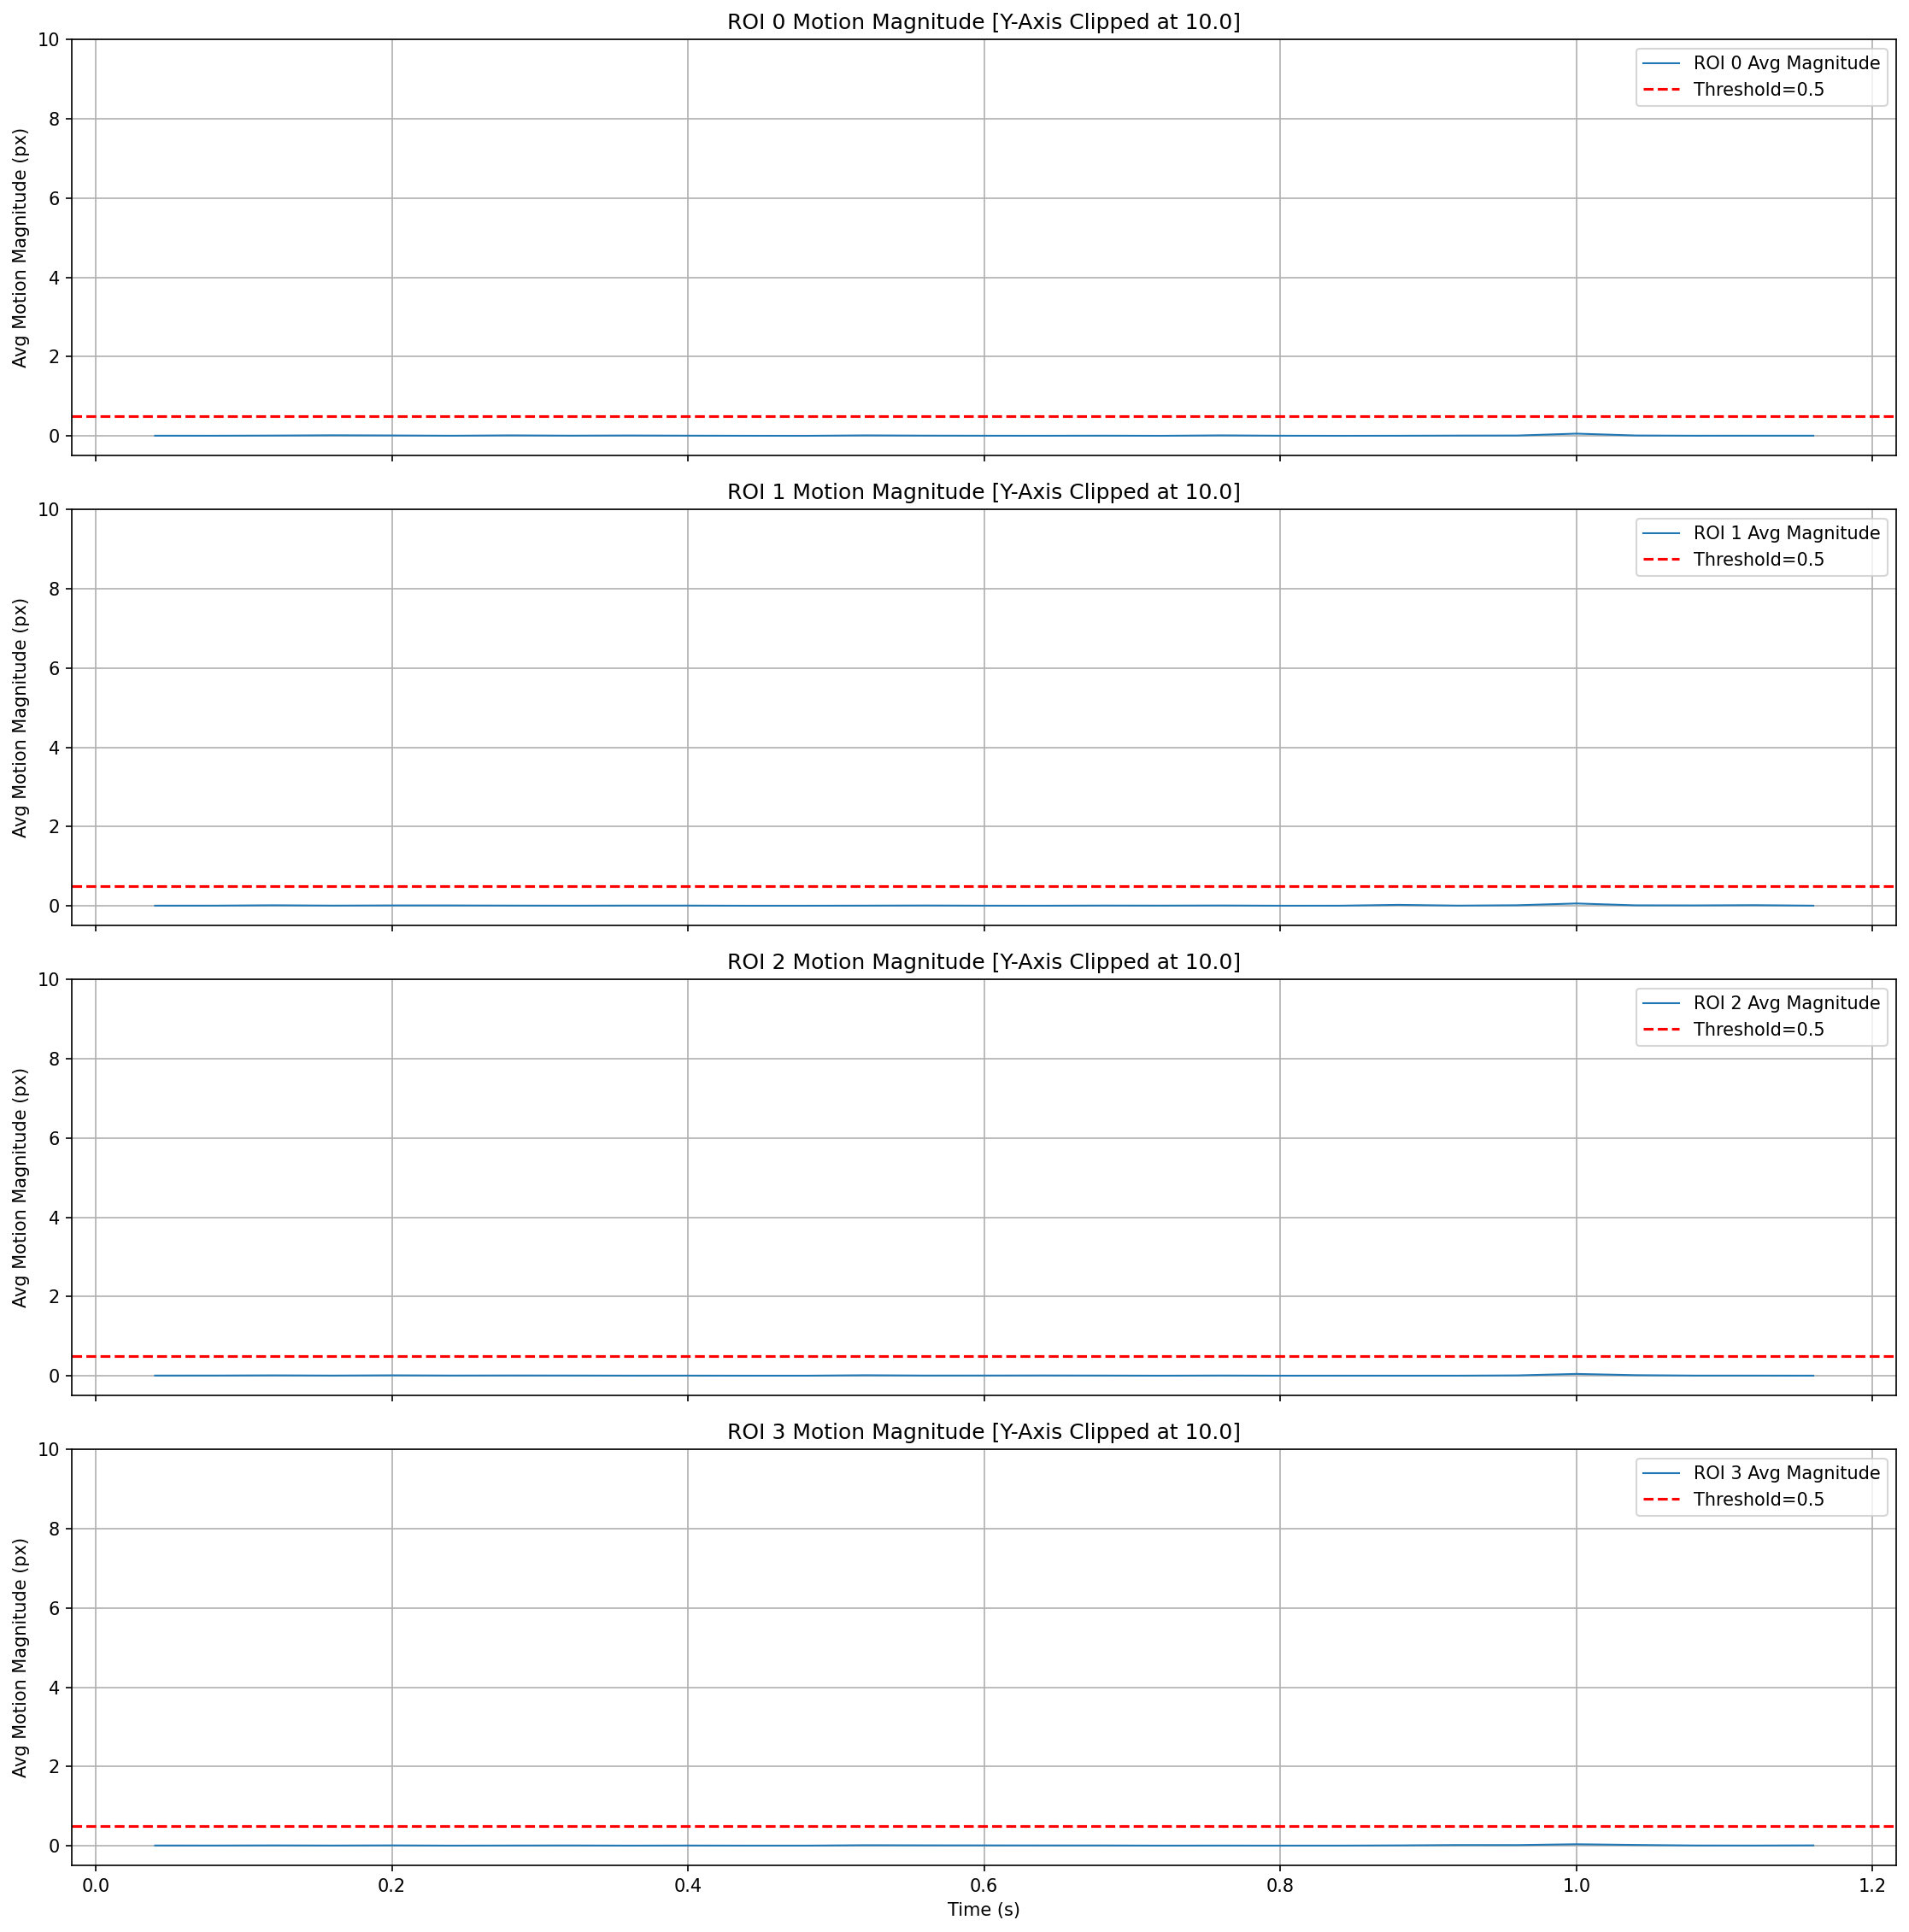 ROI 0 Motion Magnitude [Y-Axis Clipped at 10.0]
10
8
6
4
2
0
Avg Motion Magnitude (px)
ROI 0 Avg Magnitude
Threshold=0.5
ROI 1 Motion Magnitude [Y-Axis Clipped at 10.0]
10
8
6
4
2
0
Avg Motion Magnitude (px)
ROI 1 Avg Magnitude
Threshold=0.5
ROI 2 Motion Magnitude [Y-Axis Clipped at 10.0]
10
8
6
4
2
0
Avg Motion Magnitude (px)
ROI 2 Avg Magnitude
Threshold=0.5
ROI 3 Motion Magnitude [Y-Axis Clipped at 10.0]
10
8
6
4
2
0
Avg Motion Magnitude (px)
ROI 3 Avg Magnitude
Threshold=0.5
0.0 0.2 0.4 0.6 0.8 1.0 1.2
Time (s)